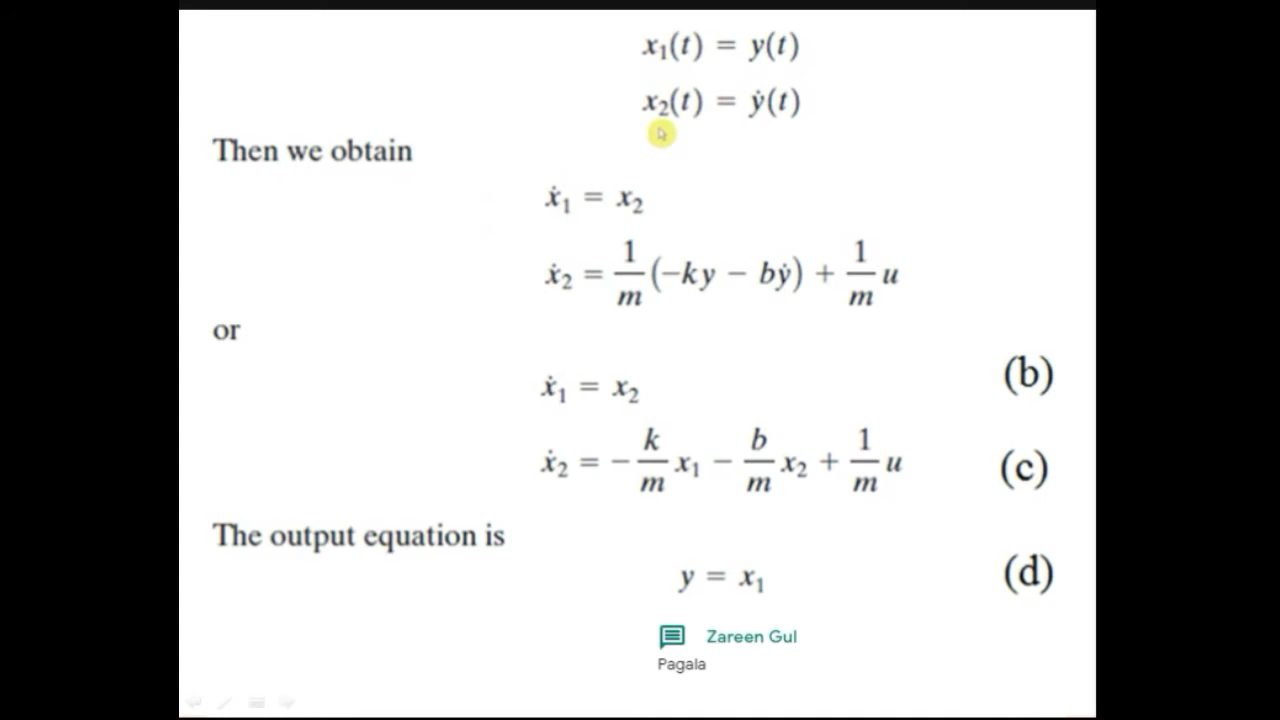 x₁(t) = y(t)
x₂(t) = ẏ(t)
Then we obtain
ẋ₁ = x₂
ẋ₂ = 1/m (−ky − bẏ) + 1/m u
or
ẋ₁ = x₂ (b)
ẋ₂ = − k/m x₁ − b/m x₂ + 1/m u (c)
The output equation is
y = x₁ (d)
Zareen Gul
Pagala